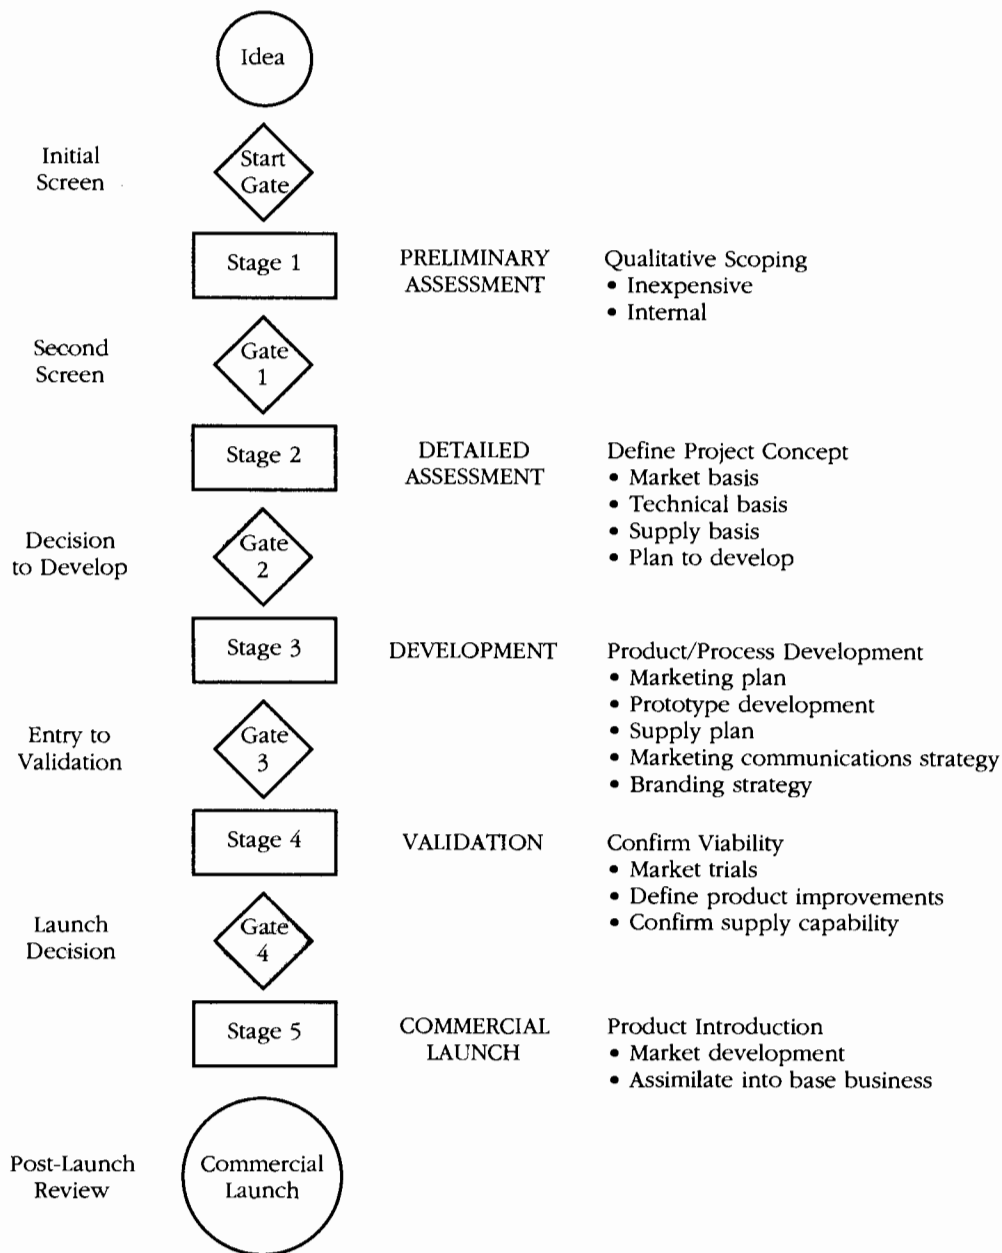 Idea
Initial
Screen
Start
Gate
Stage 1
PRELIMINARY
ASSESSMENT
Qualitative Scoping
• Inexpensive
• Internal
Second
Screen
Gate
1
Stage 2
DETAILED
ASSESSMENT
Define Project Concept
• Market basis
• Technical basis
• Supply basis
• Plan to develop
Decision
to Develop
Gate
2
Stage 3
DEVELOPMENT
Product/Process Development
• Marketing plan
• Prototype development
• Supply plan
• Marketing communications strategy
• Branding strategy
Entry to
Validation
Gate
3
Stage 4
VALIDATION
Confirm Viability
• Market trials
• Define product improvements
• Confirm supply capability
Launch
Decision
Gate
4
Stage 5
COMMERCIAL
LAUNCH
Product Introduction
• Market development
• Assimilate into base business
Post-Launch
Review
Commercial
Launch